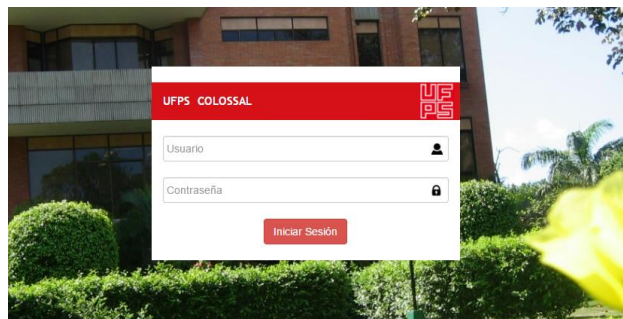 UFPS COLOSSAL
UFPS
Usuario
Contraseña
Iniciar Sesión